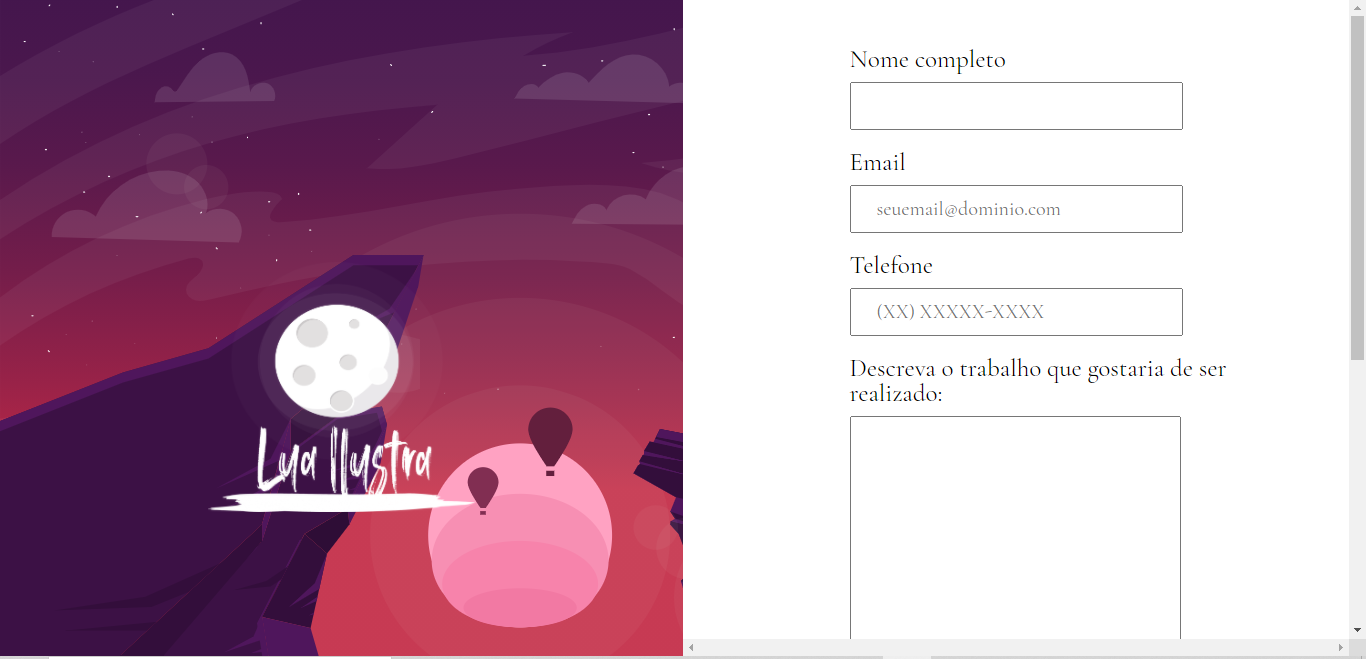 Lua Ilustra
Nome completo
Email
seuemail@dominio.com
Telefone
(XX) XXXXX-XXXX
Descreva o trabalho que gostaria de ser
realizado: